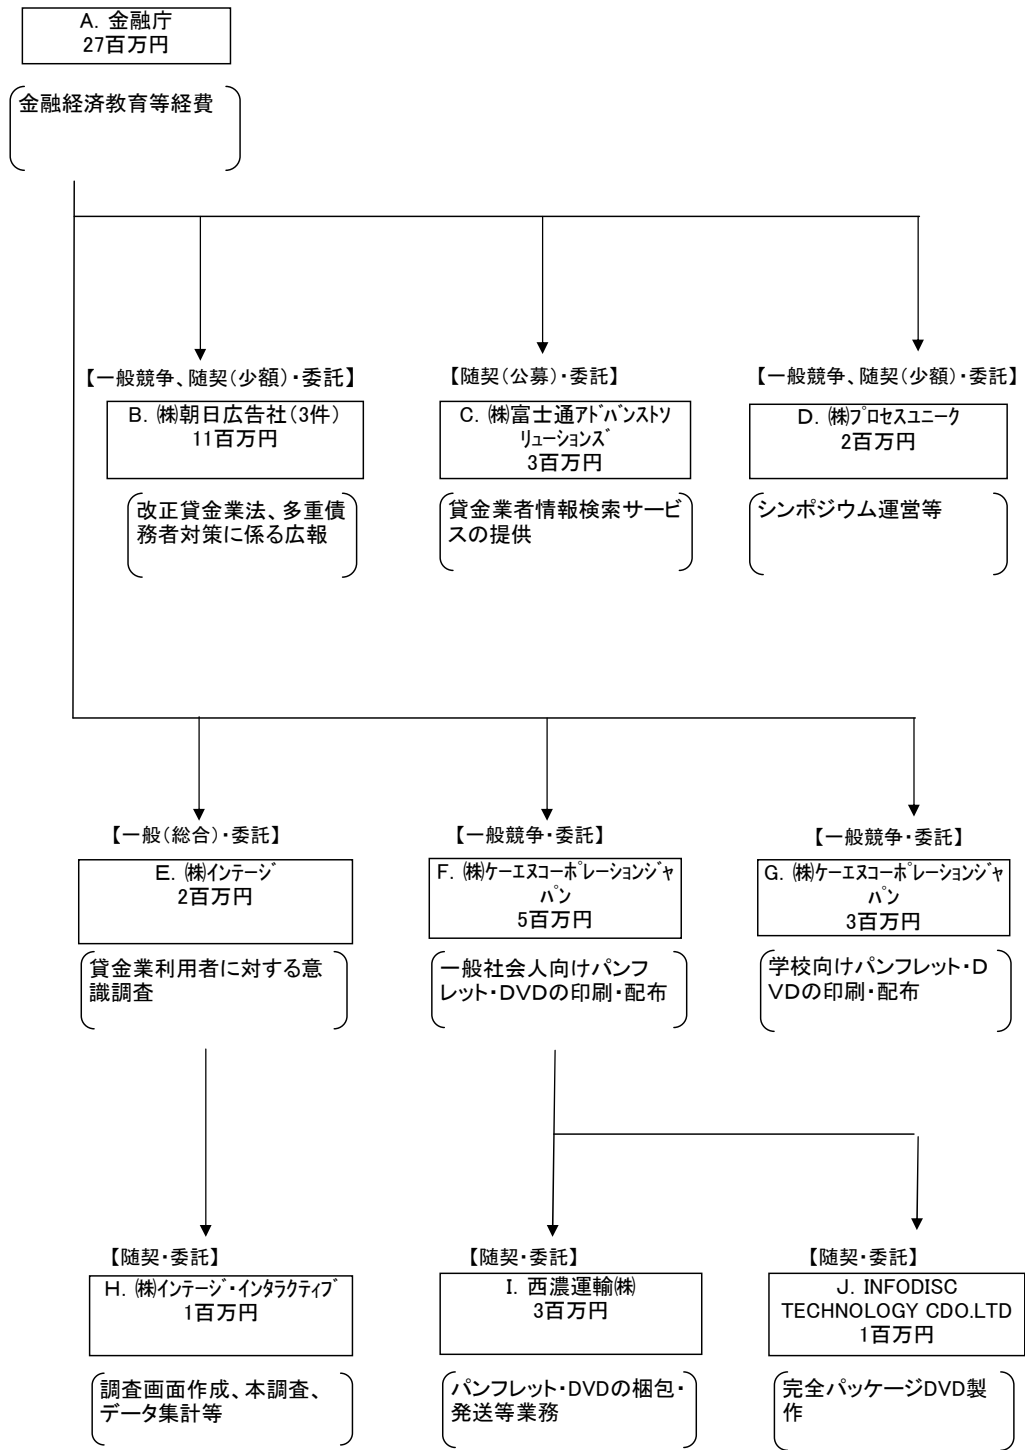 A. 金融庁
27百万円
金融経済教育等経費
【一般競争、随契(少額)・委託】
B. ㈱朝日広告社(3件)
11百万円
改正貸金業法、多重債
務者対策に係る広報
【随契(公募)・委託】
C. ㈱富士通アドバンストソ
リューションズ
3百万円
貸金業者情報検索サービ
スの提供
【一般競争、随契(少額)・委託】
D. ㈱プロセスユニーク
2百万円
シンポジウム運営等
【一般(総合)・委託】
E. ㈱インテージ
2百万円
貸金業利用者に対する意
識調査
【一般競争・委託】
F. ㈱ケーエヌコーポレーションジャ
パン
5百万円
一般社会人向けパンフ
レット・DVDの印刷・配布
【一般競争・委託】
G. ㈱ケーエヌコーポレーションジャ
パン
3百万円
学校向けパンフレット・D
VDの印刷・配布
【随契・委託】
H. ㈱インテージ・インタラクティブ
1百万円
調査画面作成、本調査、
データ集計等
【随契・委託】
I. 西濃運輸㈱
3百万円
パンフレット・DVDの梱包・
発送等業務
【随契・委託】
J. INFODISC
TECHNOLOGY CDO.LTD
1百万円
完全パッケージDVD製
作